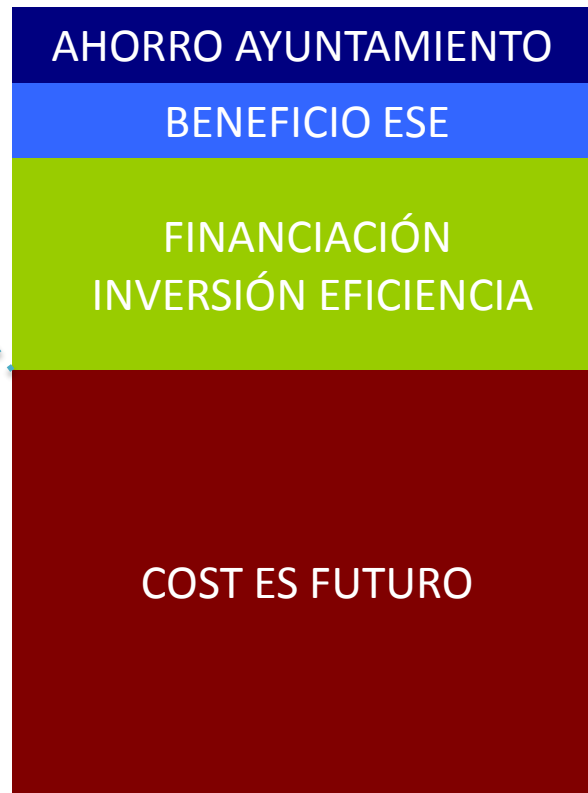 AHORRO AYUNTAMIENTO
BENEFICIO ESE
FINANCIACIÓN
INVERSIÓN EFICIENCIA
COST ES FUTURO